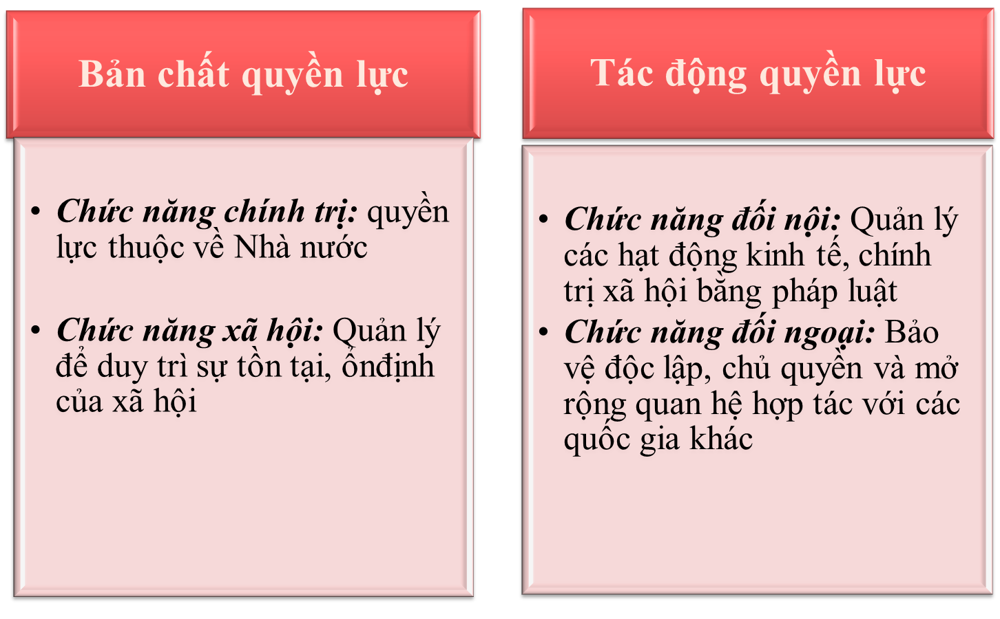 Bản chất quyền lực
• Chức năng chính trị: quyền
lực thuộc về Nhà nước
• Chức năng xã hội: Quản lý
để duy trì sự tồn tại, ổnđịnh
của xã hội
Tác động quyền lực
• Chức năng đối nội: Quản lý
các hạt động kinh tế, chính
trị xã hội bằng pháp luật
• Chức năng đối ngoại: Bảo
vệ độc lập, chủ quyền và mở
rộng quan hệ hợp tác với các
quốc gia khác